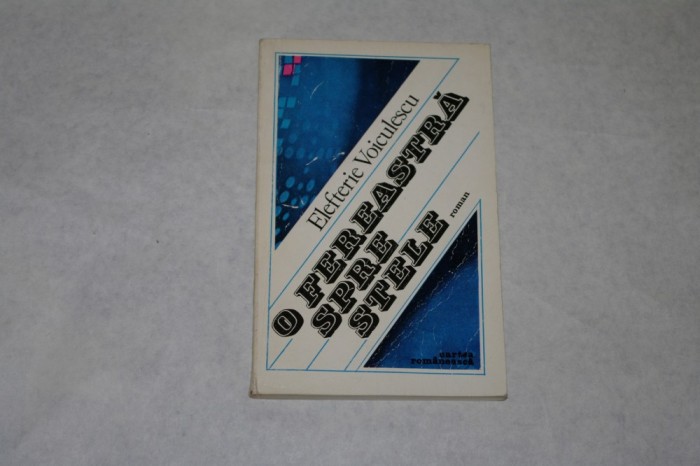 Elefterie Voiculescu
O FEREASTRĂ
SPRE
STELE
roman
cartea
românească